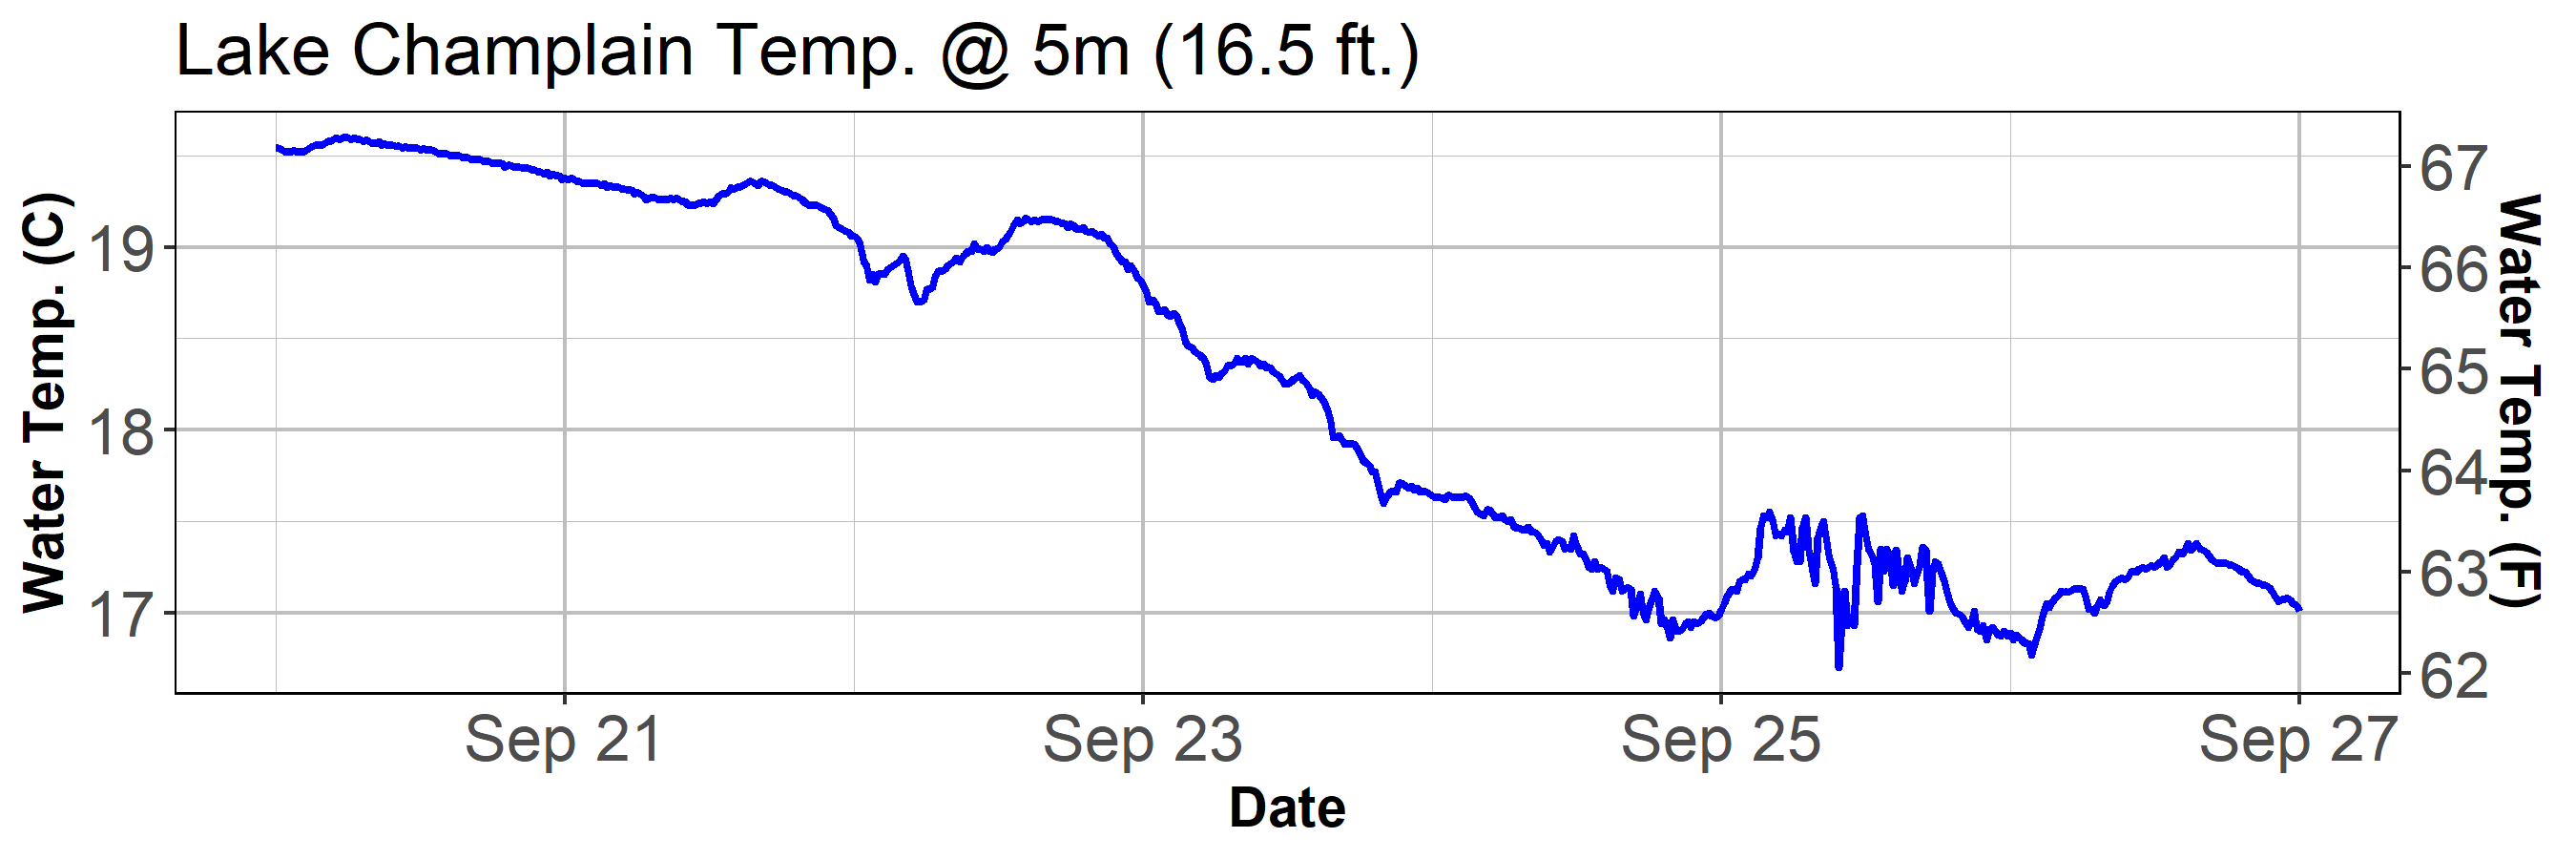 Lake Champlain Temp. @ 5m (16.5 ft.)
Water Temp. (C)
19
18
17
67
66
65
64
63
62
Water Temp. (F)
Sep 21
Sep 23
Sep 25
Sep 27
Date